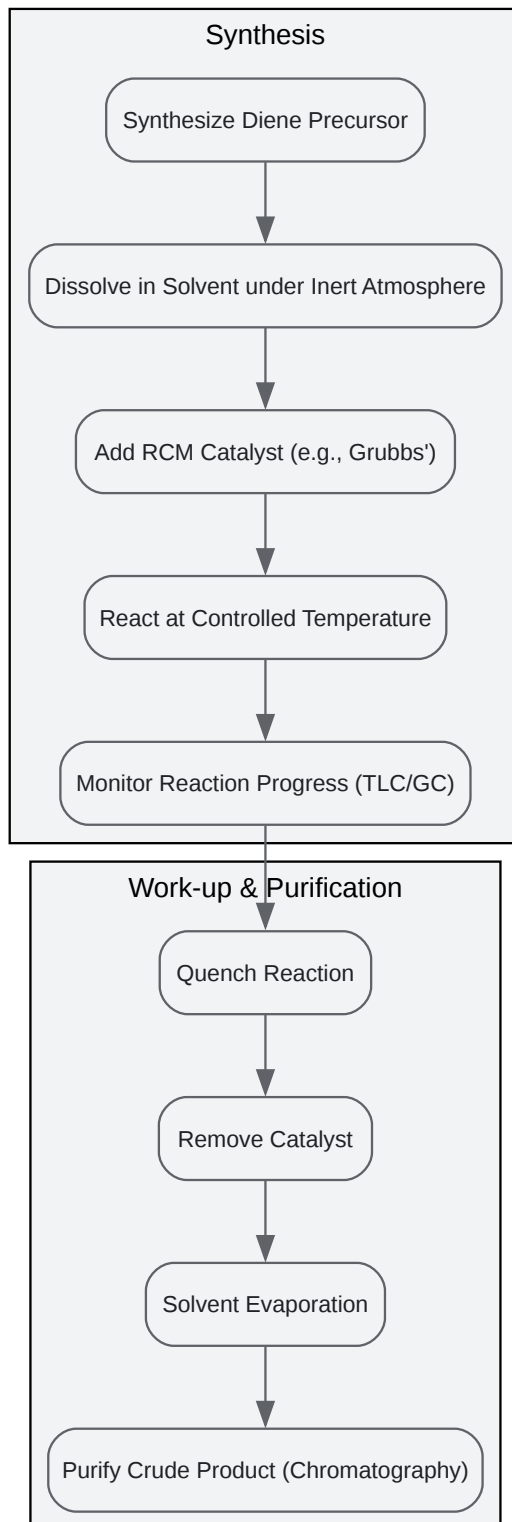 Synthesis
Synthesize Diene Precursor
Dissolve in Solvent under Inert Atmosphere
Add RCM Catalyst (e.g., Grubbs')
React at Controlled Temperature
Monitor Reaction Progress (TLC/GC)
Work-up & Purification
Quench Reaction
Remove Catalyst
Solvent Evaporation
Purify Crude Product (Chromatography)